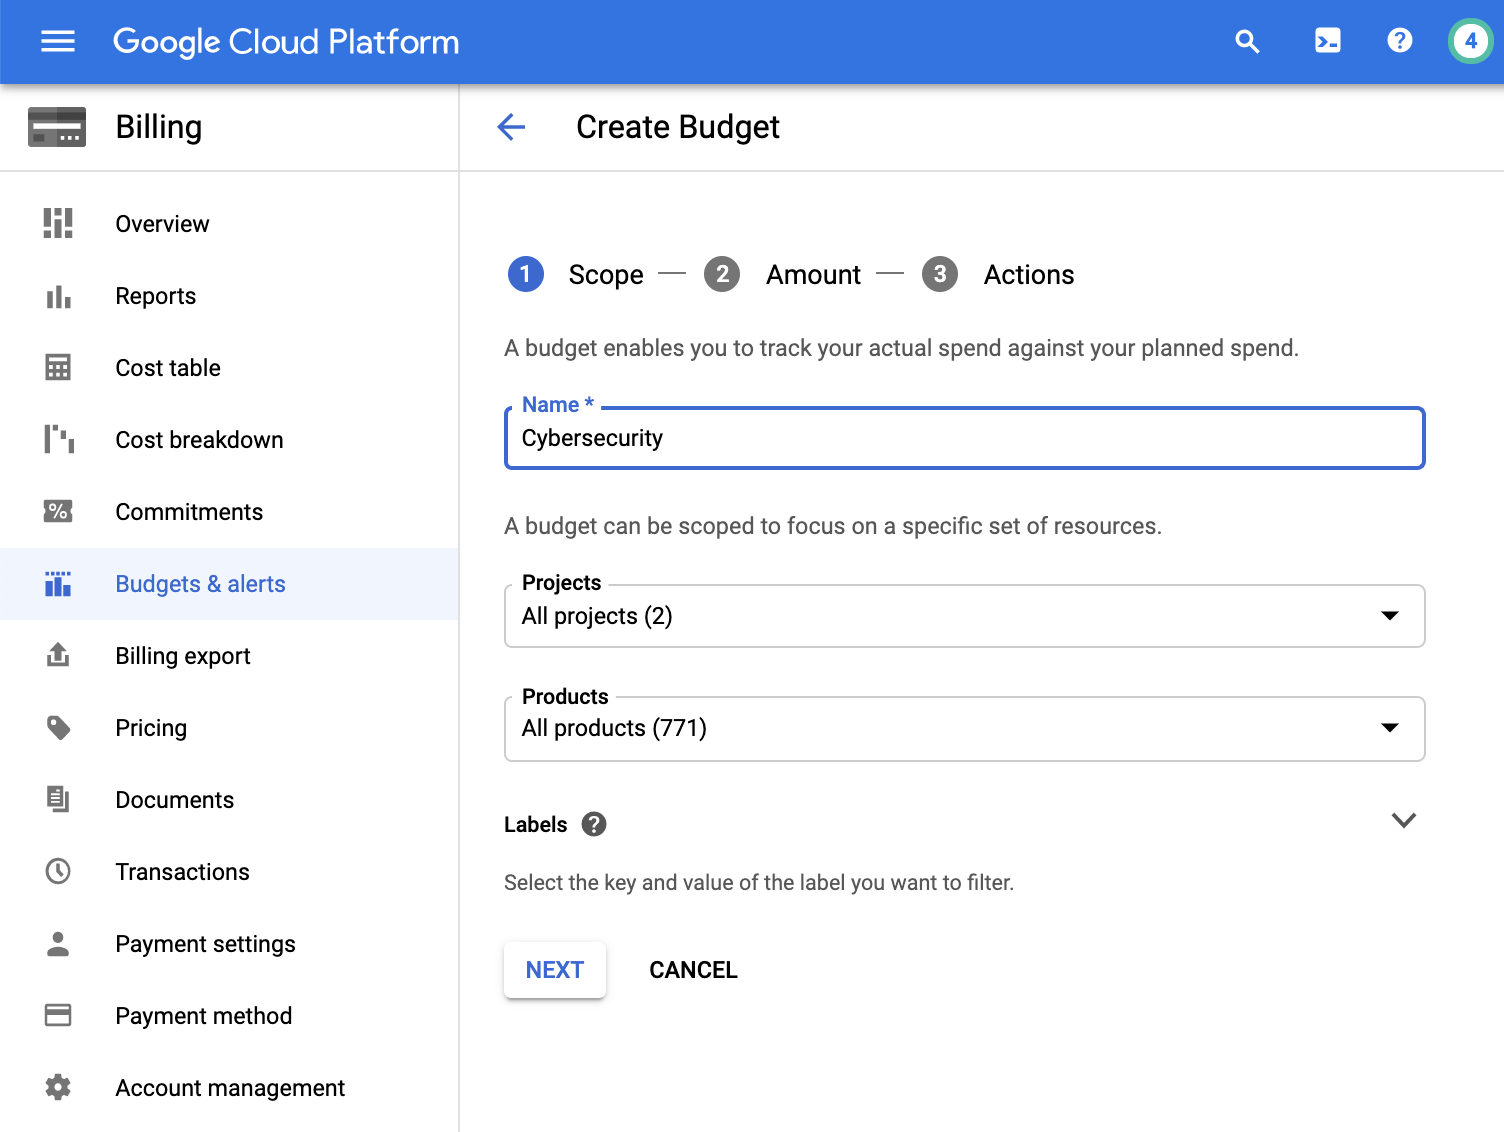 Google Cloud Platform
4
Billing
Create Budget
Overview
Reports
Cost table
Cost breakdown
%
Commitments
Budgets & alerts
Billing export
Pricing
Documents
Transactions
Payment settings
Payment method
Account management
1 Scope — 2 Amount — 3 Actions
A budget enables you to track your actual spend against your planned spend.
Name *
Cybersecurity
A budget can be scoped to focus on a specific set of resources.
Projects
All projects (2)
Products
All products (771)
Labels ?
Select the key and value of the label you want to filter.
NEXT CANCEL